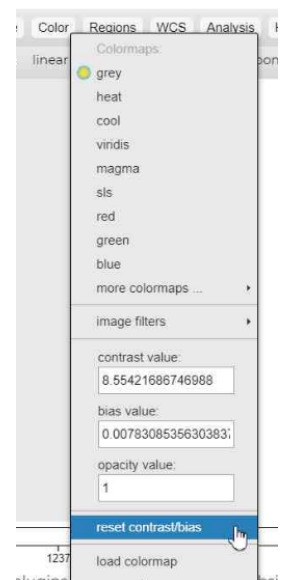 Color Regions WCS Analysis
linear
Colormaps:
grey
heat
cool
viridis
magma
sls
red
green
blue
more colormaps ...
image filters
contrast value:
8.55421686746988
bias value:
opacity value:
1
reset contrast/bias
1237
load colormap